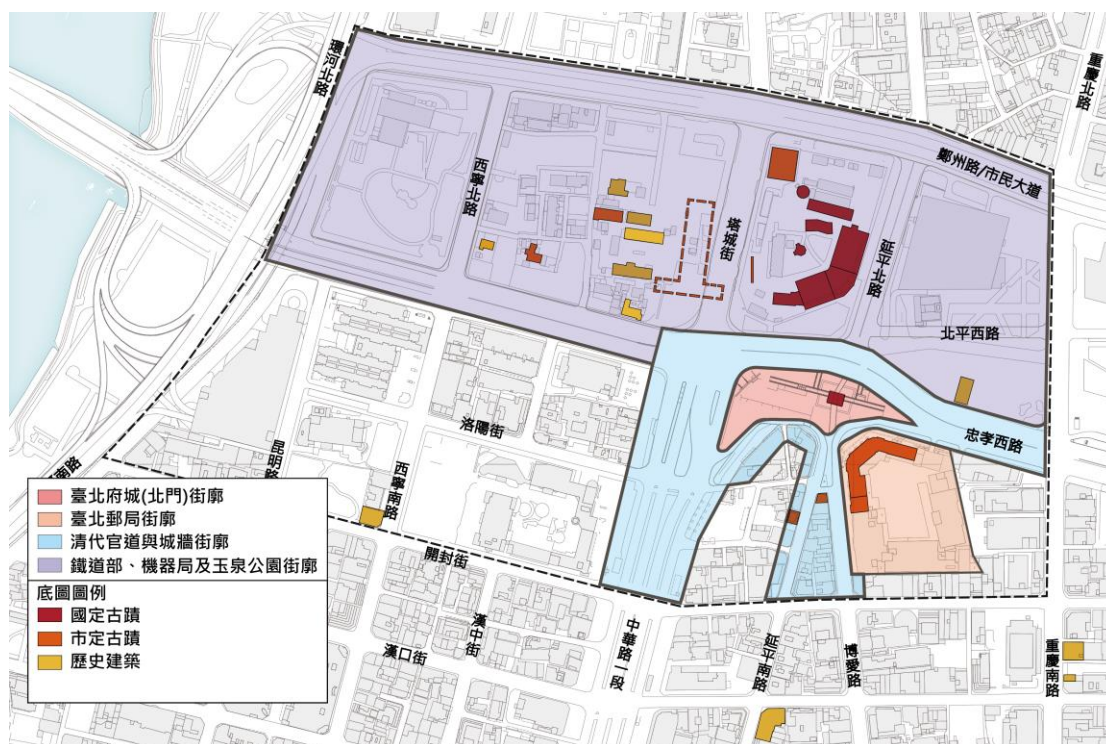 環河北路
重慶北路
鄭州路/市民大道
西寧北路
塔城街
延平北路
北平西路
忠孝西路
洛陽街
昆明路
西寧南路
南路
開封街
漢中街
漢口街
中華路一段
延平南路
博愛路
重慶南路
臺北府城(北門)街廓
臺北郵局街廓
清代官道與城牆街廓
鐵道部、機器局及玉泉公園街廓
底圖圖例
國定古蹟
市定古蹟
歷史建築